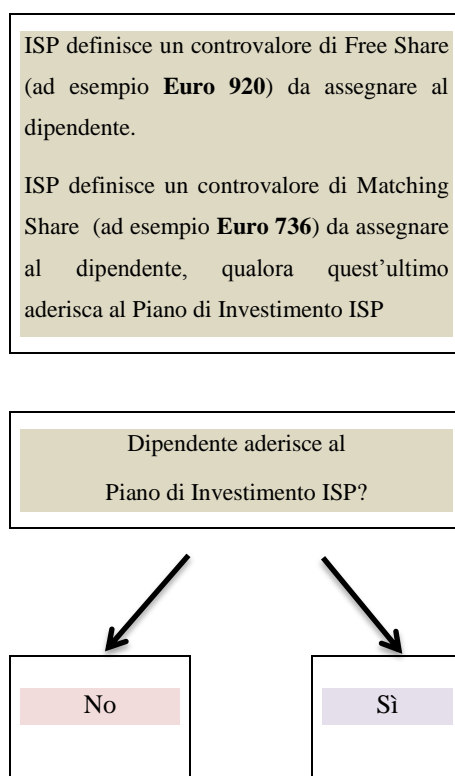 ISP definisce un controvalore di Free Share
(ad esempio Euro 920) da assegnare al
dipendente.
ISP definisce un controvalore di Matching
Share (ad esempio Euro 736) da assegnare
al dipendente, qualora quest’ultimo
aderisca al Piano di Investimento ISP
Dipendente aderisce al
Piano di Investimento ISP?
No
Sì